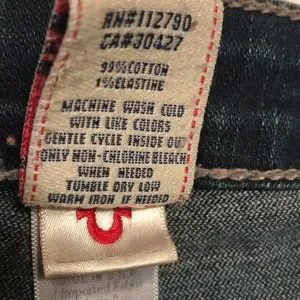 RN#112790
CA#30427
99%COTTON
1%ELASTINE
MACHINE WASH COLD
WITH LIKE COLORS
GENTLE CYCLE INSIDE OUT
ONLY NON-CHLORINE BLEACH
WHEN NEEDED
TUMBLE DRY LOW
WARM IRON IF NEEDED